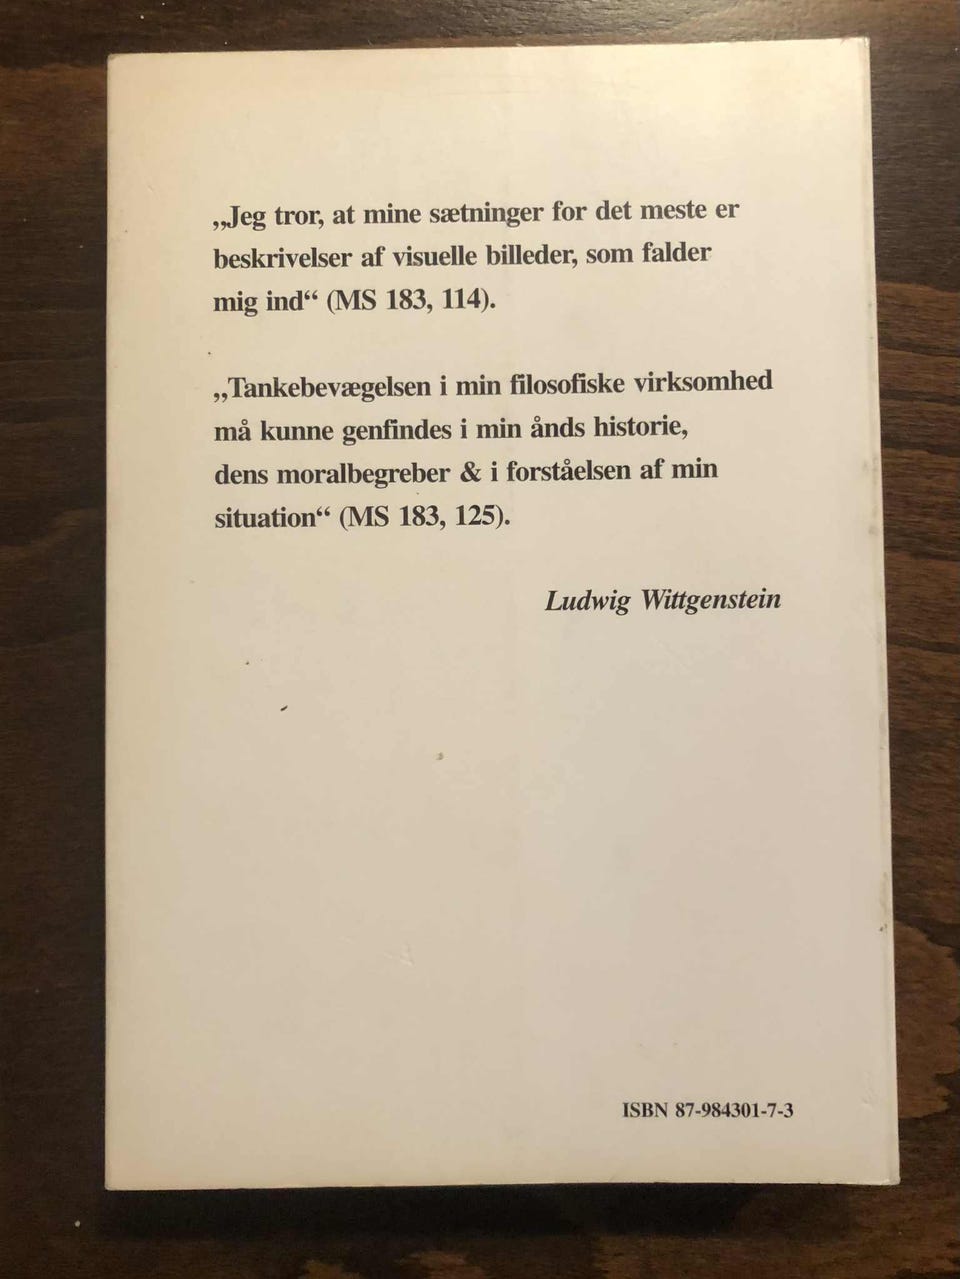 „Jeg tror, at mine sætninger for det meste er
beskrivelser af visuelle billeder, som falder
mig ind“ (MS 183, 114).
„Tankebevægelsen i min filosofiske virksomhed
må kunne genfindes i min ånds historie,
dens moralbegreber & i forståelsen af min
situation“ (MS 183, 125).
Ludwig Wittgenstein
ISBN 87-984301-7-3